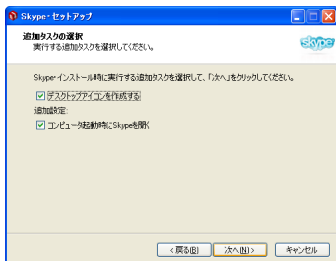 Skype・セットアップ
追加タスクの選択
実行する追加タスクを選択してください。
skype
Skype・インストール時に実行する追加タスクを選択して、「次へ」をクリックしてください。
デスクトップアイコンを作成する
追加設定:
コンピュータ起動時にSkypeを開く
< 戻る(B)
次へ(N) >
キャンセル